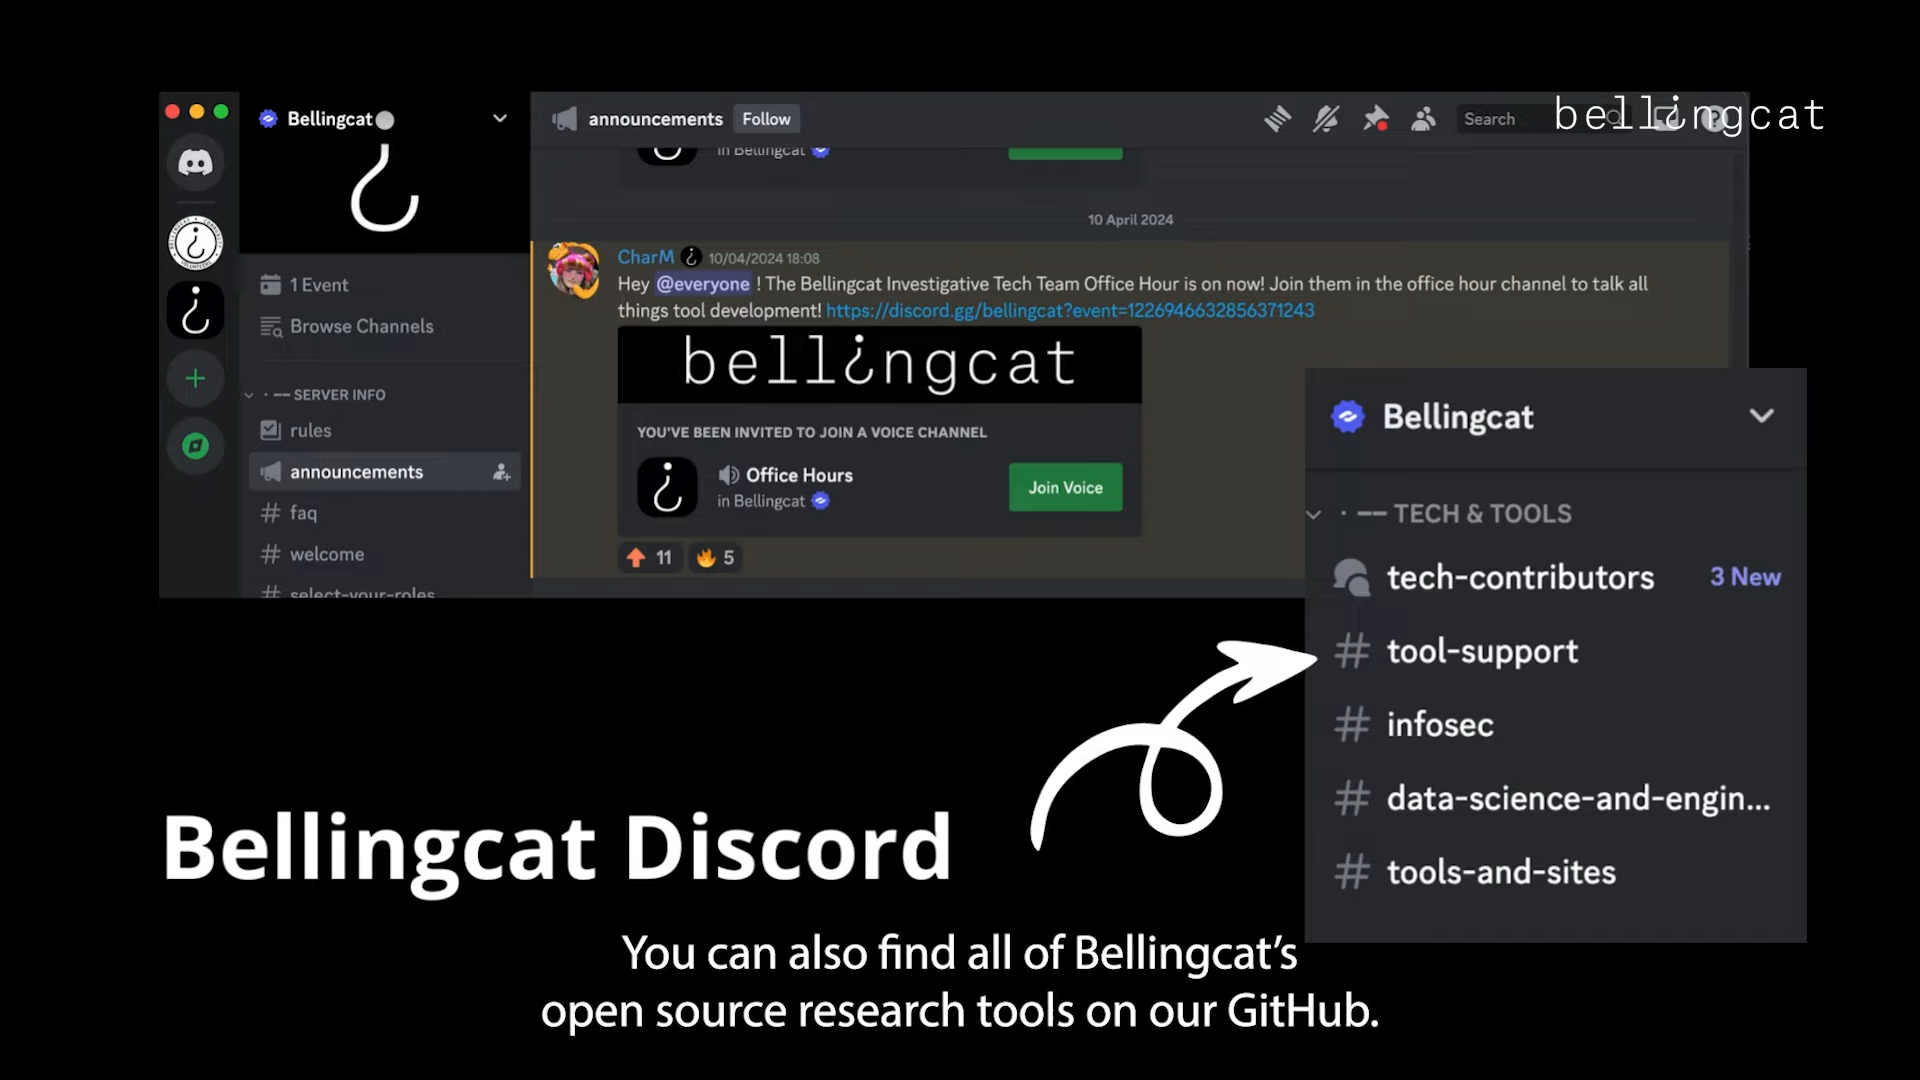 Bellingcat
announcements
Follow
Search
bellingcat
in Bellingcat
10 April 2024
1 Event
Browse Channels
SERVER INFO
rules
announcements
faq
welcome
select-your-roles
CharM 10/04/2024 18:08
Hey @everyone ! The Bellingcat Investigative Tech Team Office Hour is on now! Join them in the office hour channel to talk all
things tool development! https://discord.gg/bellingcat?event=1226946632856371243
bellingcat
YOU'VE BEEN INVITED TO JOIN A VOICE CHANNEL
Office Hours
in Bellingcat
Join Voice
11 5
Bellingcat
TECH & TOOLS
tech-contributors 3 New
# tool-support
# infosec
# data-science-and-engin...
# tools-and-sites
Bellingcat Discord
You can also find all of Bellingcat’s
open source research tools on our GitHub.